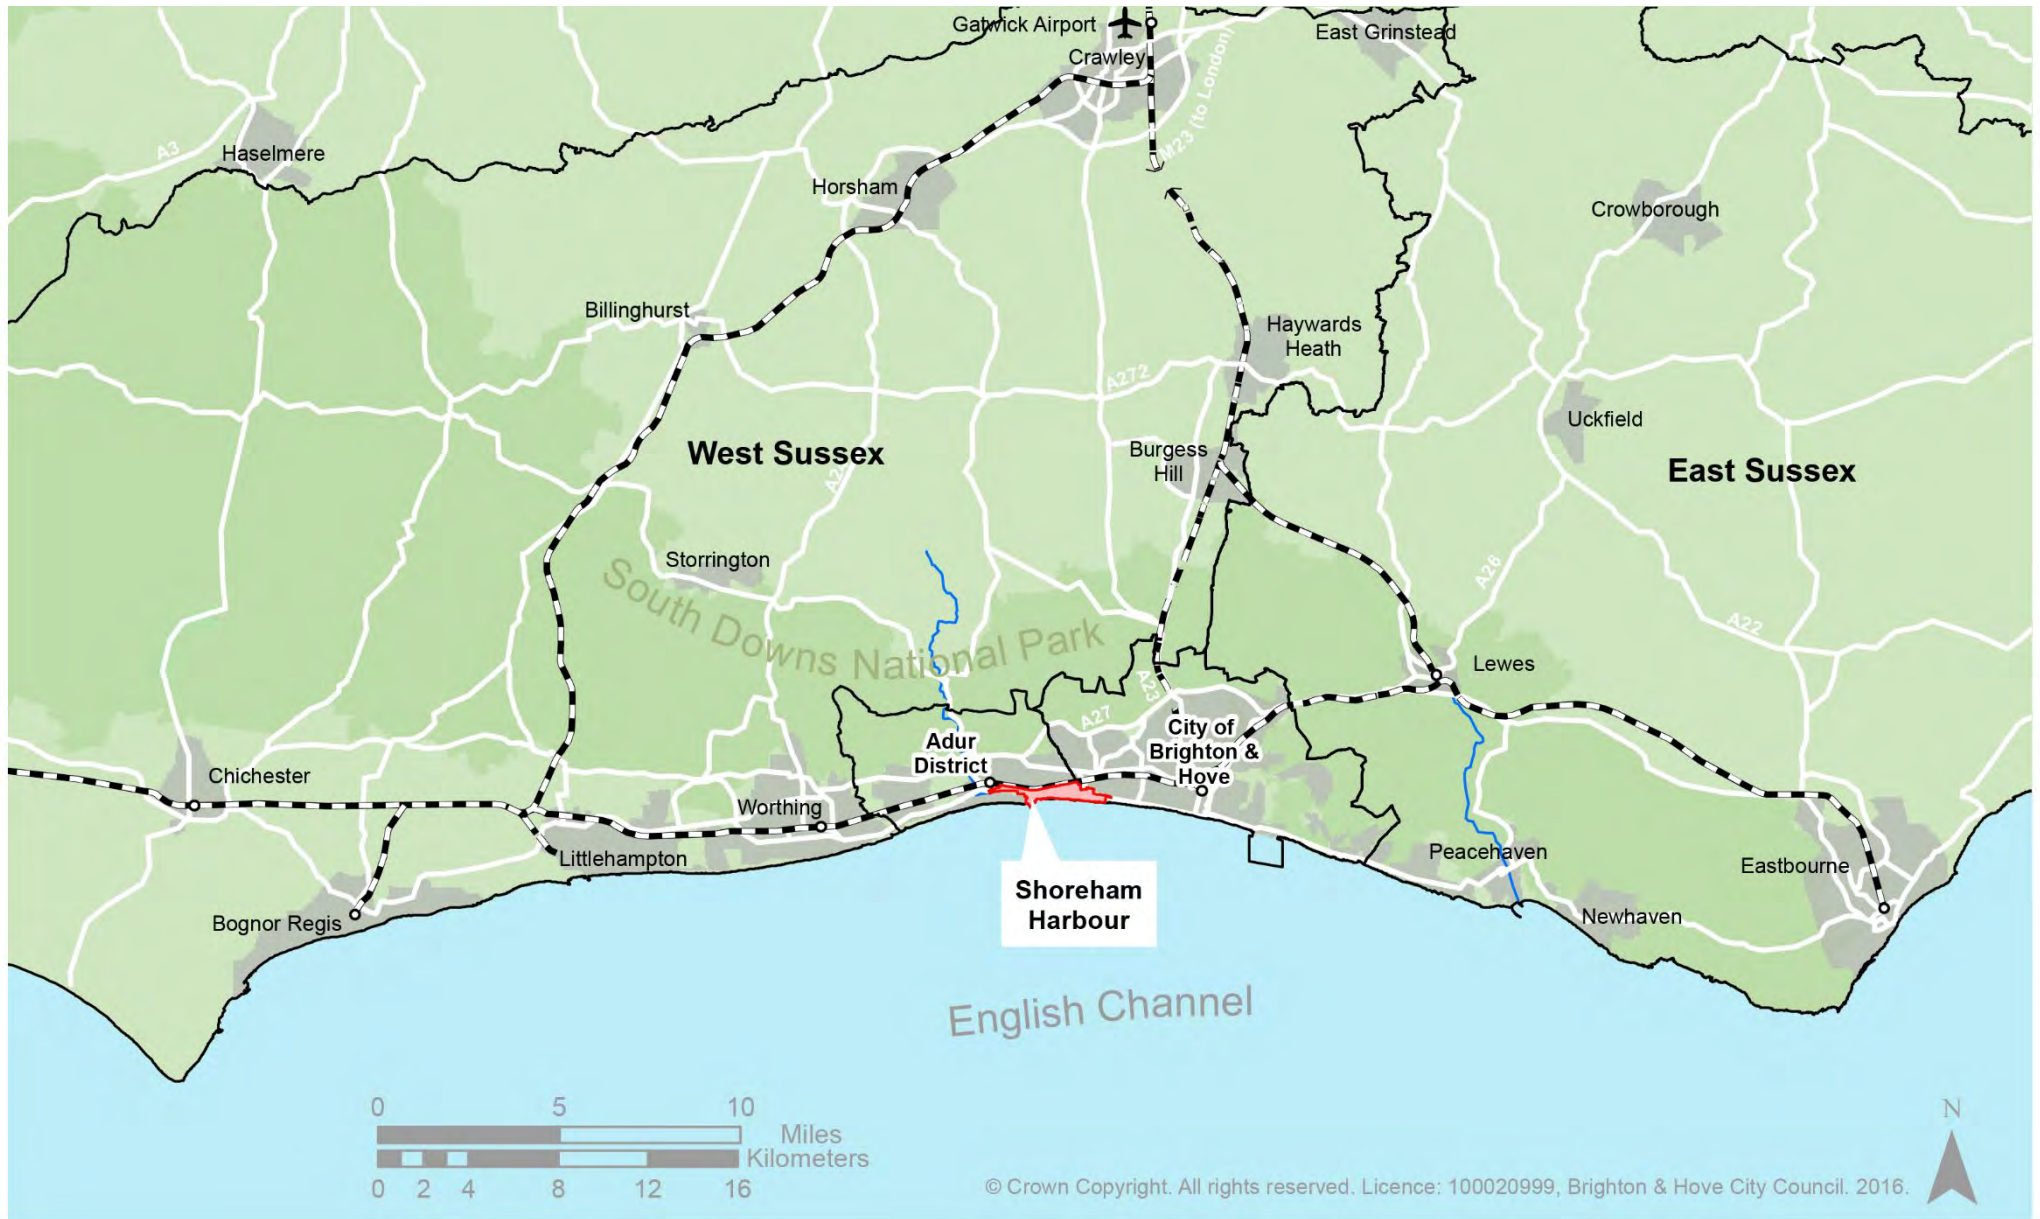 Gatwick Airport
East Grinstead
Crawley
M23 (to London)
A3
Haselmere
Horsham
Crowborough
Billinghurst
Haywards
Heath
A272
Uckfield
West Sussex
Burgess
Hill
East Sussex
Storrington
A26
South Downs National Park
A22
Lewes
A23
A27
City of
Brighton &
Hove
Adur
District
Chichester
Worthing
Littlehampton
Peacehaven
Eastbourne
Shoreham
Harbour
Bognor Regis
Newhaven
English Channel
0 5 10
Miles
Kilometers
0 2 4 8 12 16
N
© Crown Copyright. All rights reserved. Licence: 100020999, Brighton & Hove City Council. 2016.